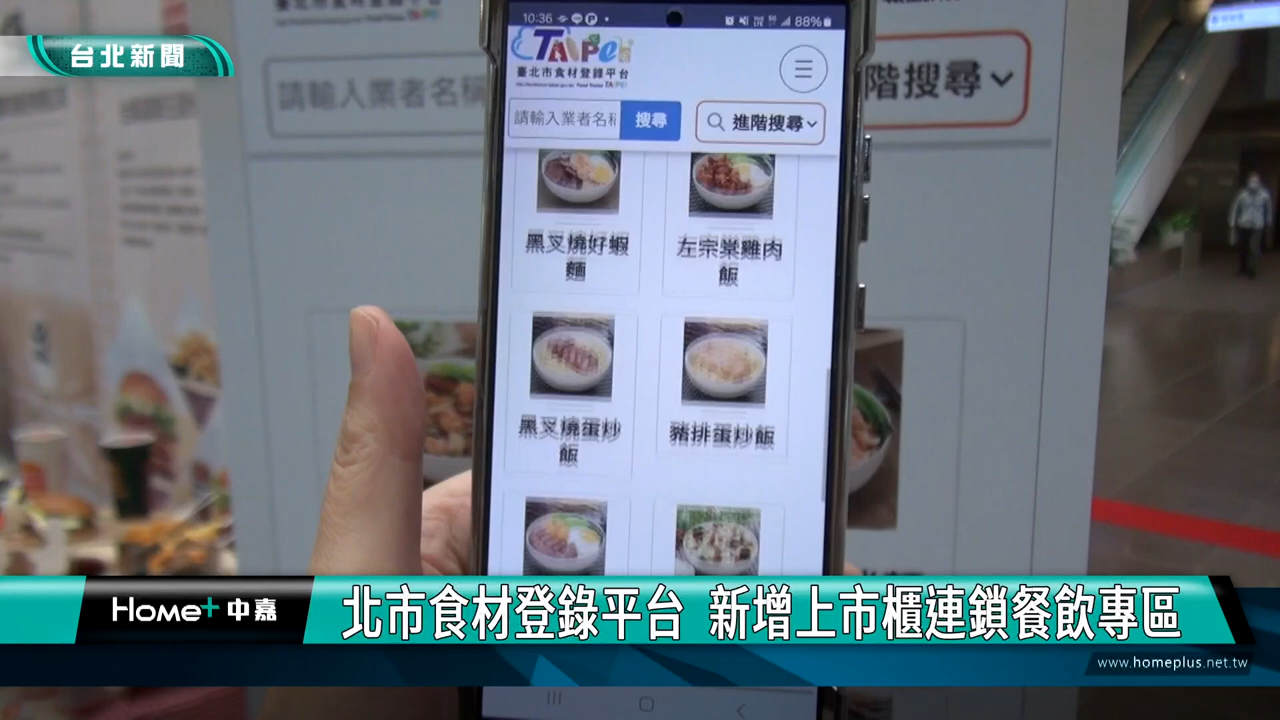 台北新聞
10:36
88%
TAIPEI
臺北市食材登錄平台
請輸入業者名稱
搜尋
進階搜尋
請輸入業者名稱
階搜尋
黑叉燒好蝦
麵
左宗棠雞肉
飯
黑叉燒蛋炒
飯
豬排蛋炒飯
Home+中嘉
北市食材登錄平台 新增上市櫃連鎖餐飲專區
www.homeplus.net.tw